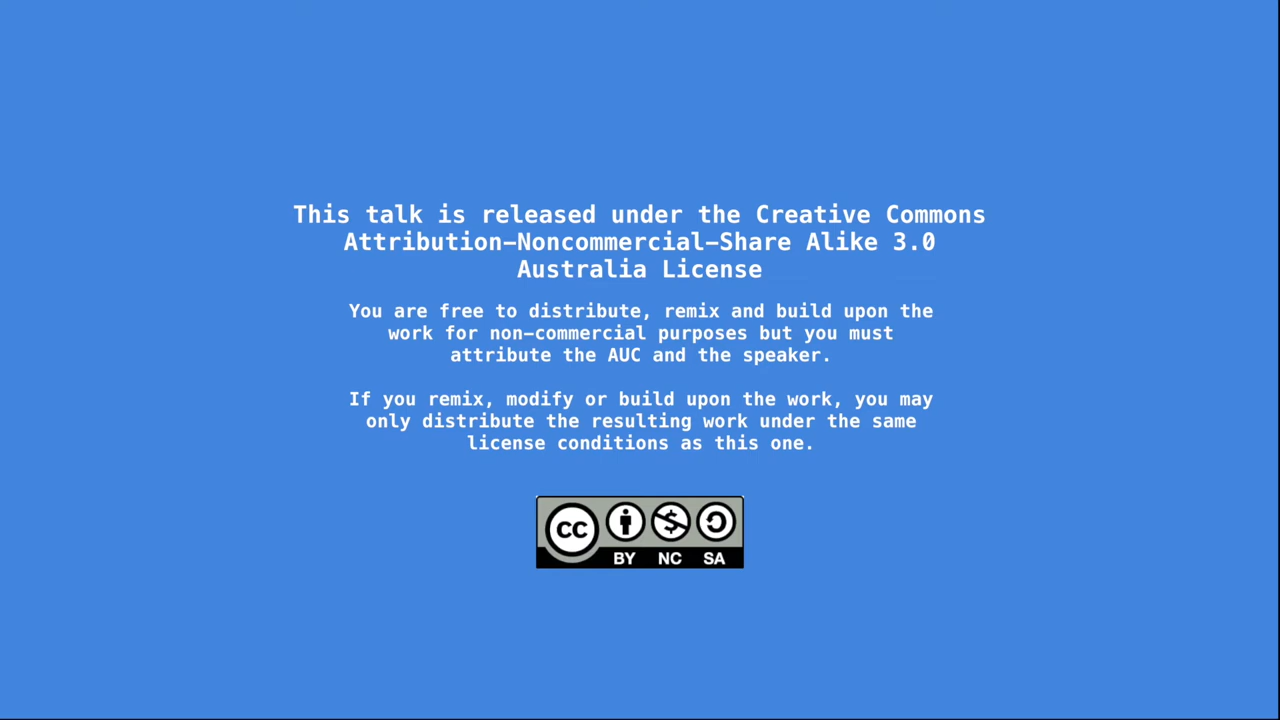 This talk is released under the Creative Commons
Attribution-Noncommercial-Share Alike 3.0
Australia License
You are free to distribute, remix and build upon the
work for non-commercial purposes but you must
attribute the AUC and the speaker.
If you remix, modify or build upon the work, you may
only distribute the resulting work under the same
license conditions as this one.
CC
BY NC SA